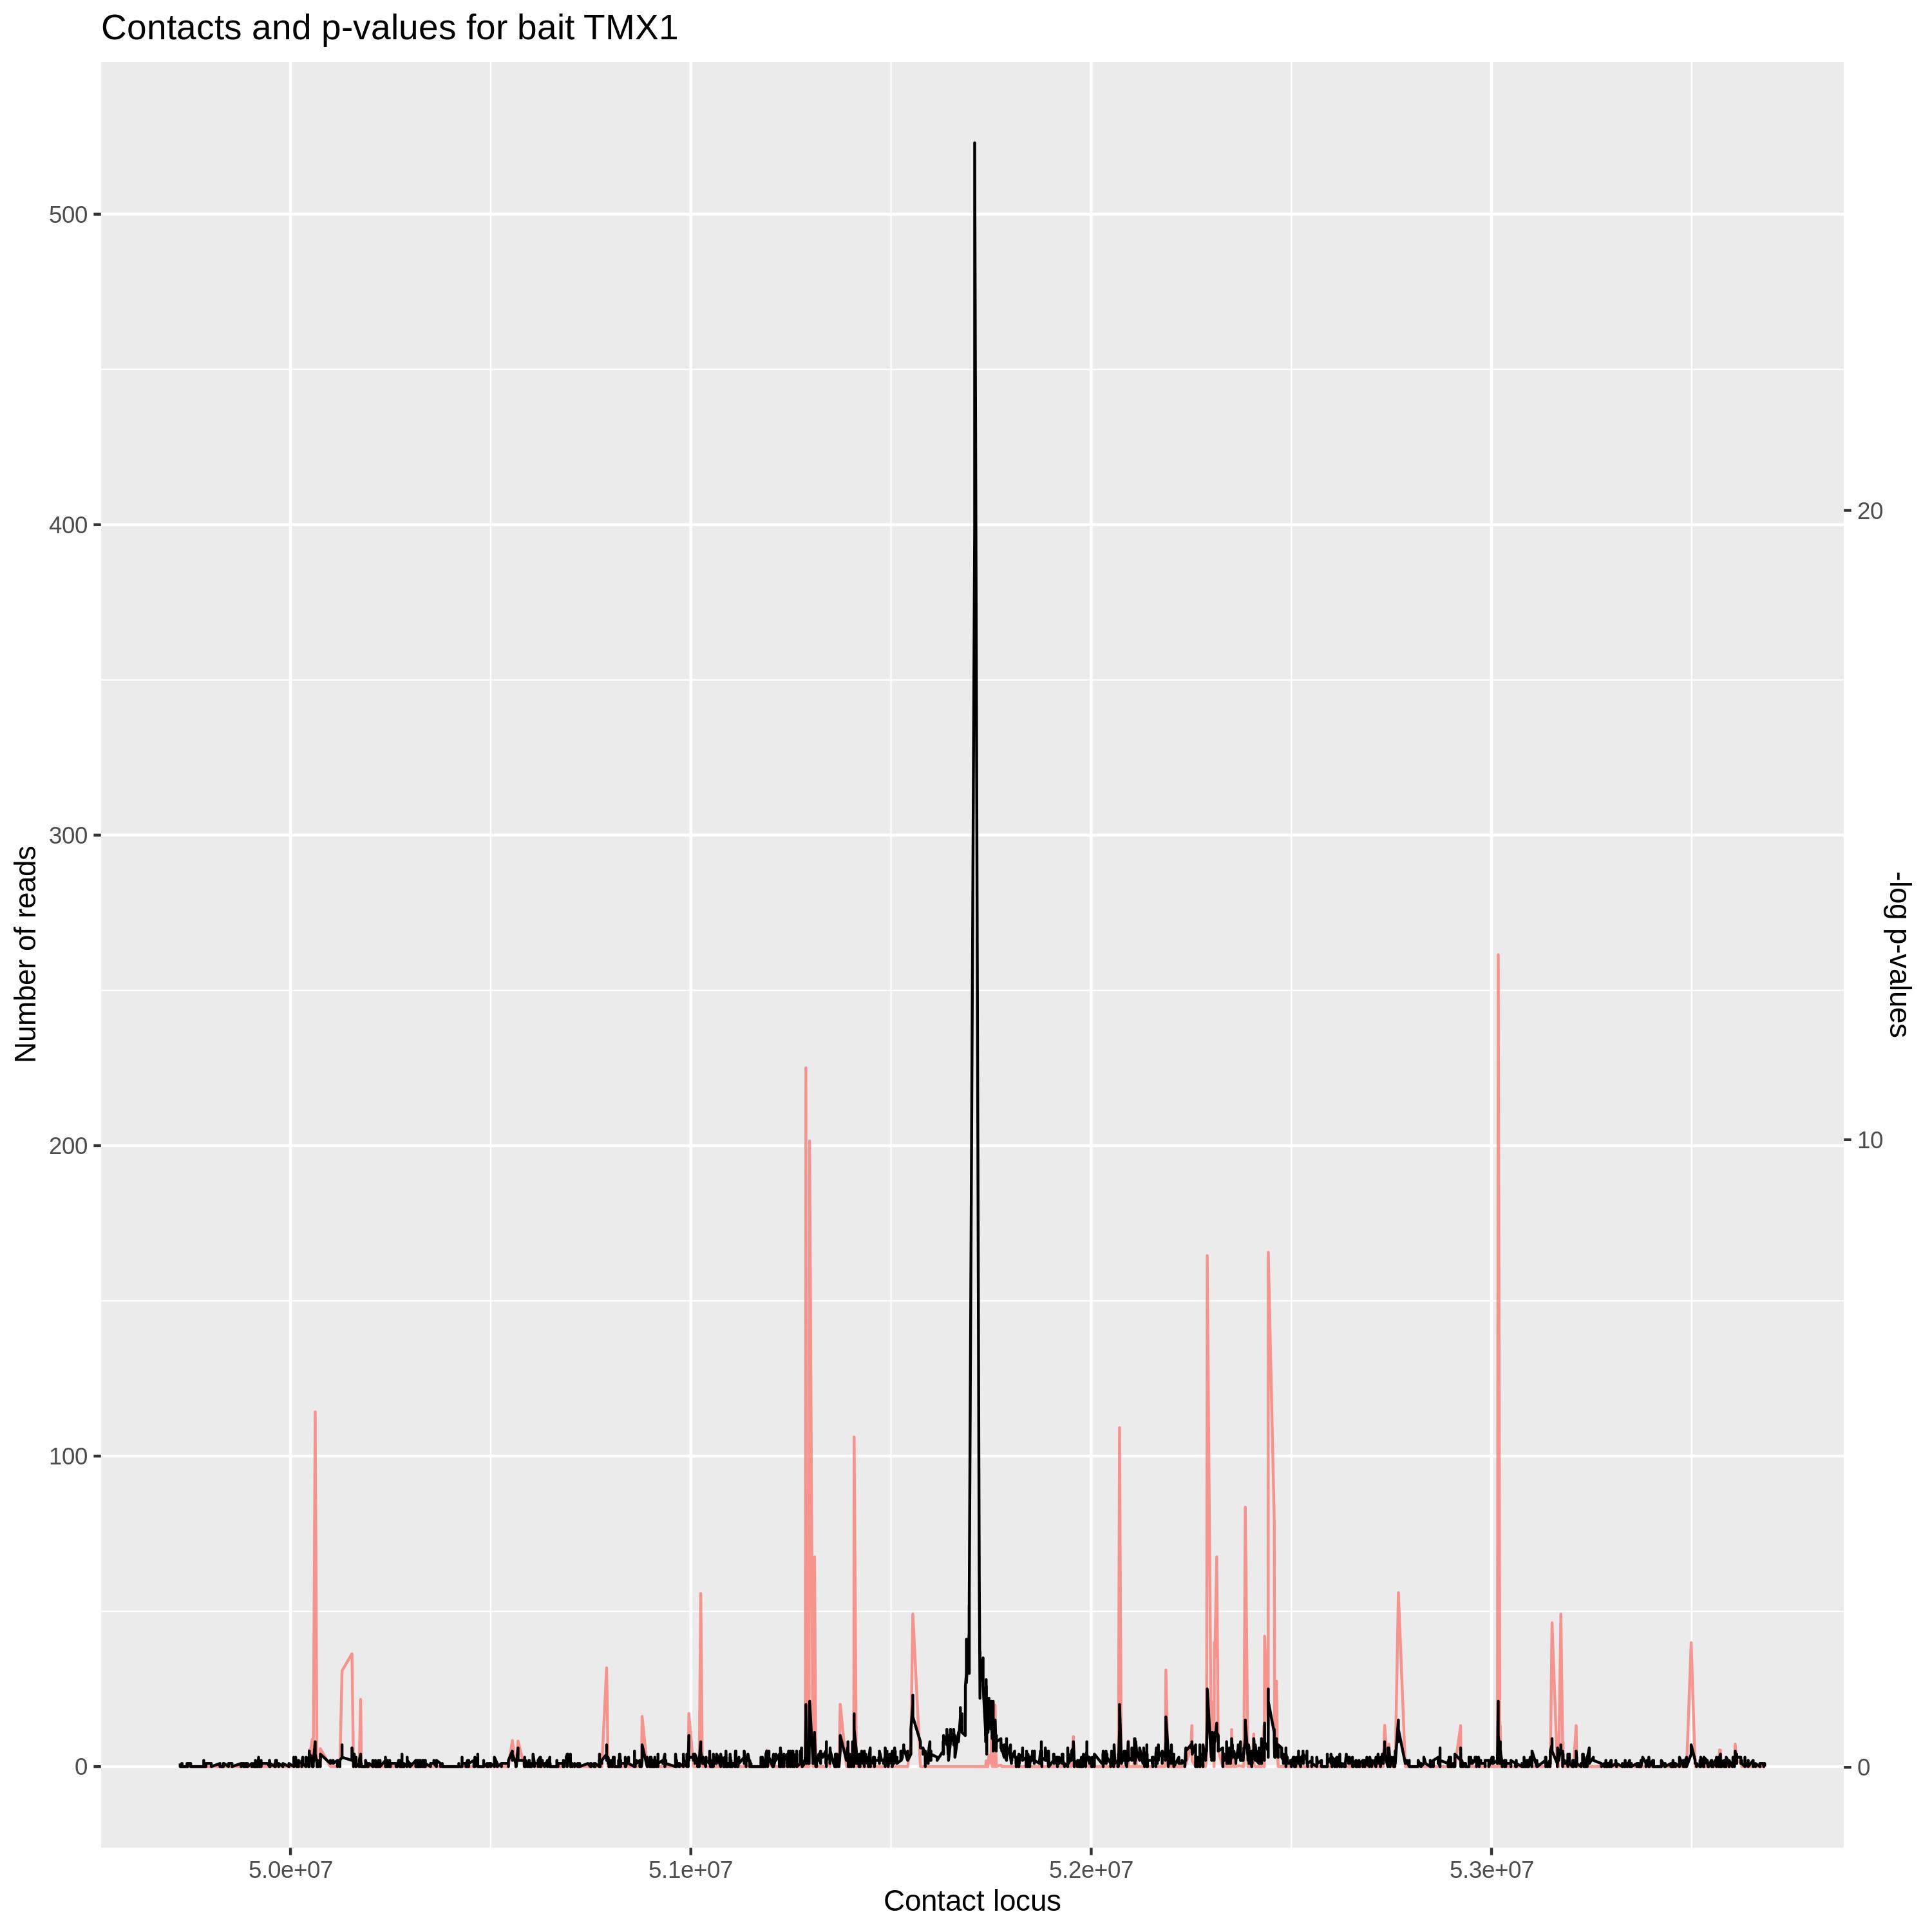 Contacts and p-values for bait TMX1
500
400
300
200
100
0
Number of reads
20
10
0
-log p-values
5.0e+07
5.1e+07
5.2e+07
5.3e+07
Contact locus